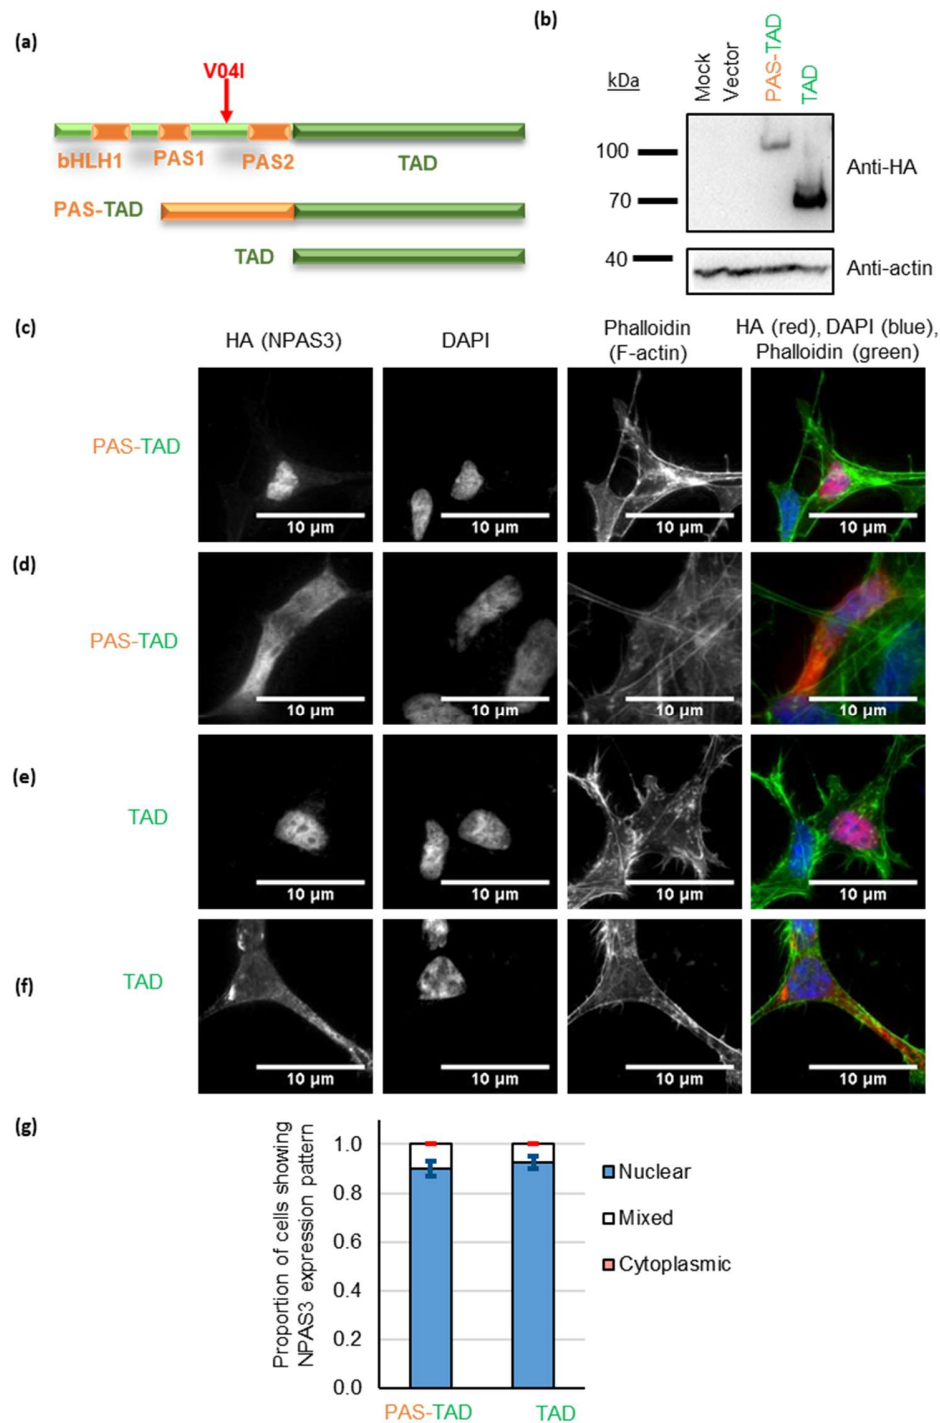 (a)
V04I
bHLH1
PAS1
PAS2
TAD
PAS-TAD
TAD
(b)
kDa
Mock
Vector
PAS-TAD
TAD
100
70
40
Anti-HA
Anti-actin
(c)
HA (NPAS3)
DAPI
Phalloidin
(F-actin)
HA (red), DAPI (blue),
Phalloidin (green)
PAS-TAD
10 µm
10 µm
10 µm
10 µm
(d)
PAS-TAD
10 µm
10 µm
10 µm
10 µm
(e)
TAD
10 µm
10 µm
10 µm
10 µm
(f)
TAD
10 µm
10 µm
10 µm
10 µm
(g)
Proportion of cells showing
NPAS3 expression pattern
1.0
0.8
0.6
0.4
0.2
0.0
PAS-TAD
TAD
Nuclear
Mixed
Cytoplasmic